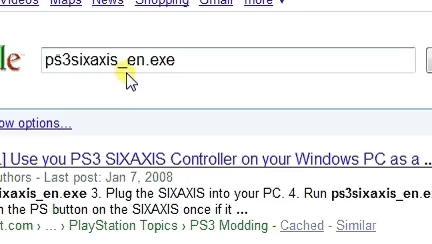 Videos Maps News Shopping Gmail more
le™ ps3sixaxis_en.exe
ow options...
] Use you PS3 SIXAXIS Controller on your Windows PC as a ...
uthors - Last post: Jan 7, 2008
ixaxis_en.exe 3. Plug the SIXAXIS into your PC. 4. Run ps3sixaxis_en.e
n the PS button on the SIXAXIS once if it ...
t.com › ... › PlayStation Topics › PS3 Modding - Cached - Similar